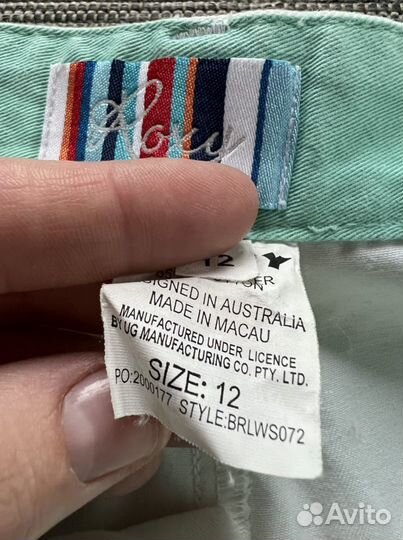 Roxy
12
DESIGNED IN AUSTRALIA
MADE IN MACAU
MANUFACTURED UNDER LICENCE
BY UG MANUFACTURING CO. PTY. LTD.
SIZE: 12
PO:2000177 STYLE:BRLWS072
Avito